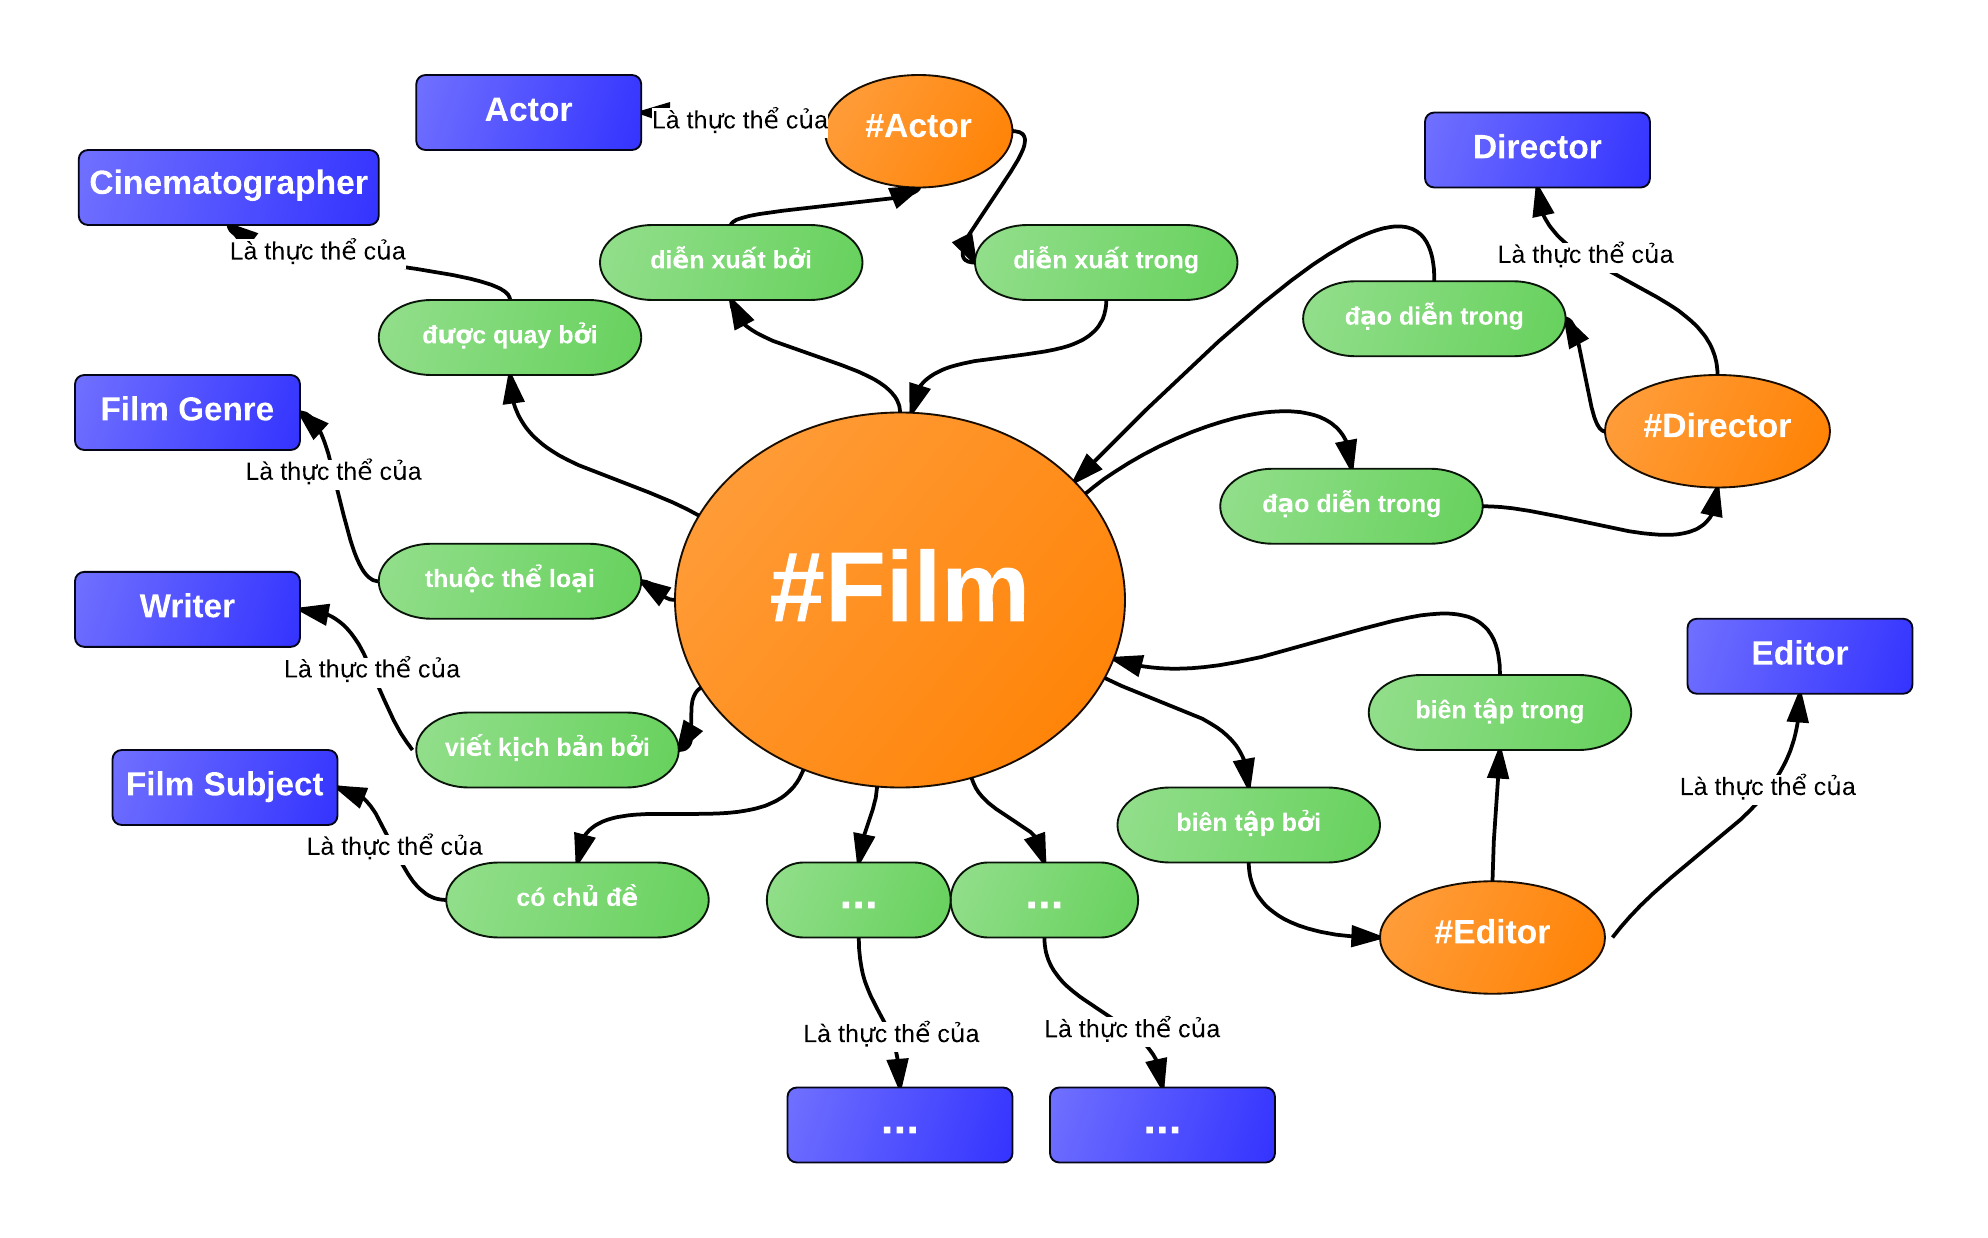 Actor
Là thực thể của
#Actor
Director
Cinematographer
Là thực thể của
diễn xuất bởi
diễn xuất trong
Là thực thể của
được quay bởi
đạo diễn trong
Film Genre
#Director
Là thực thể của
đạo diễn trong
thuộc thể loại
#Film
Writer
Editor
Là thực thể của
viết kịch bản bởi
biên tập trong
Film Subject
Là thực thể của
Là thực thể của
biên tập bởi
có chủ đề
...
...
#Editor
Là thực thể của
Là thực thể của
...
...